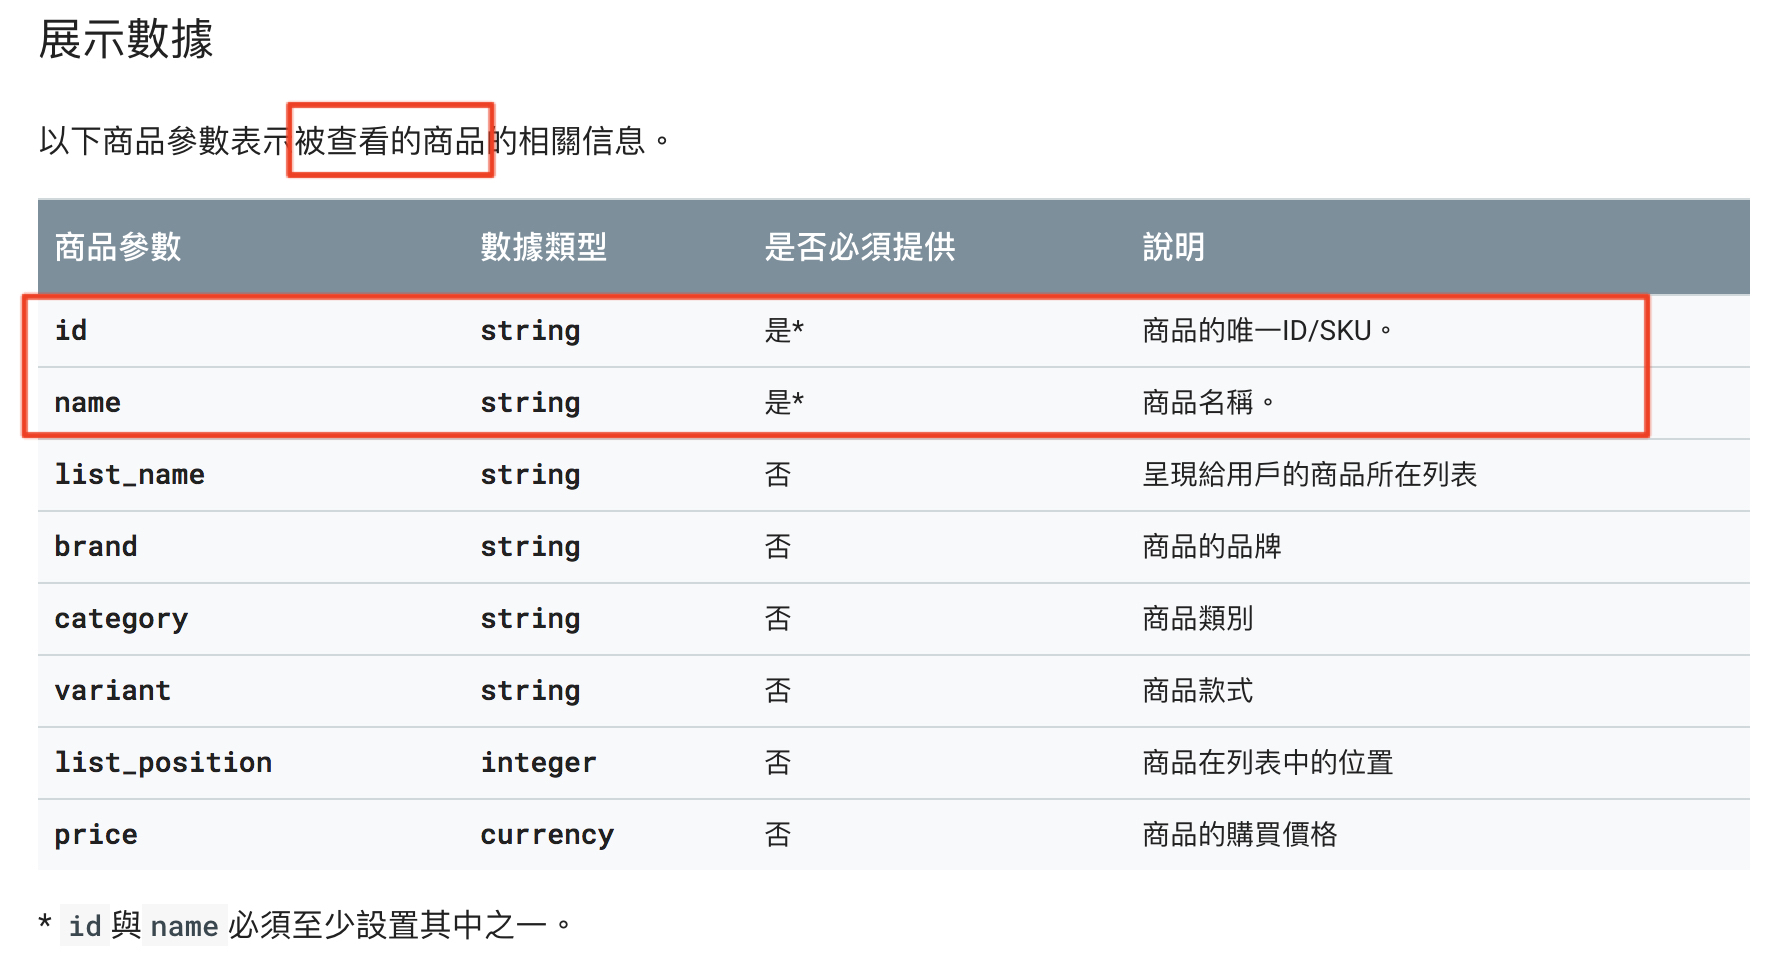 展示數據
以下商品參數表示被查看的商品的相關信息。
商品參數 數據類型 是否必須提供 說明
id string 是* 商品的唯一ID/SKU。
name string 是* 商品名稱。
list_name string 否 呈現給用戶的商品所在列表
brand string 否 商品的品牌
category string 否 商品類別
variant string 否 商品款式
list_position integer 否 商品在列表中的位置
price currency 否 商品的購買價格
* id與name必須至少設置其中之一。